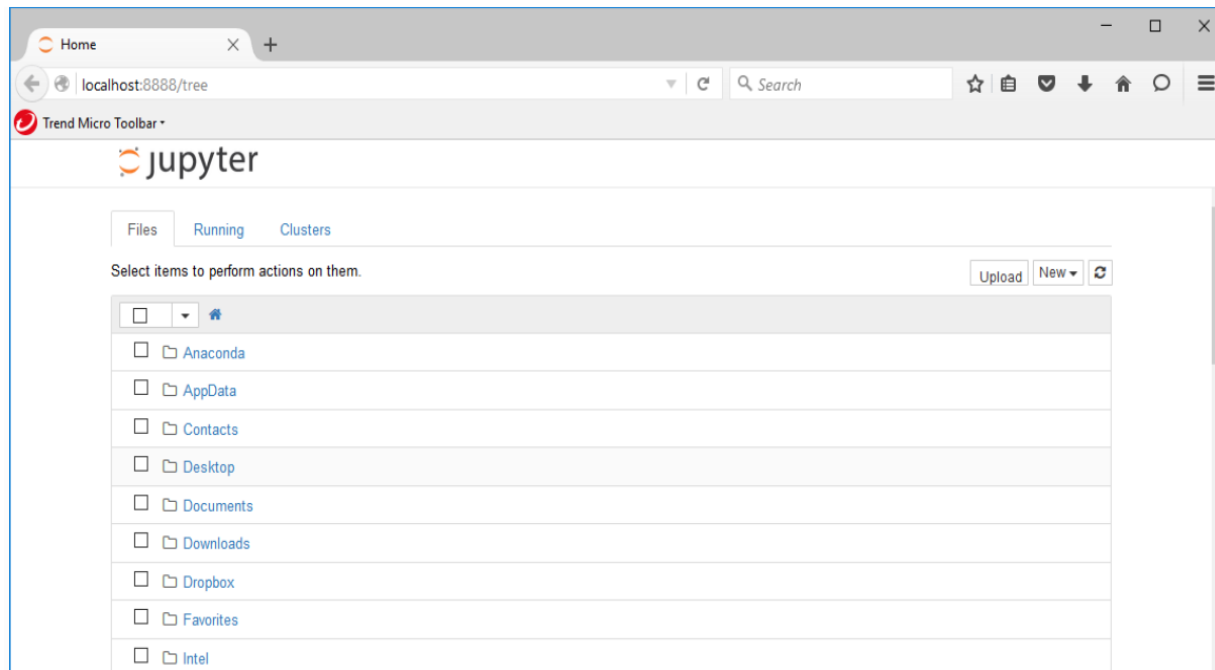 Home
localhost:8888/tree
Search
Trend Micro Toolbar
jupyter
Files Running Clusters
Select items to perform actions on them.
Upload New
Anaconda
AppData
Contacts
Desktop
Documents
Downloads
Dropbox
Favorites
Intel